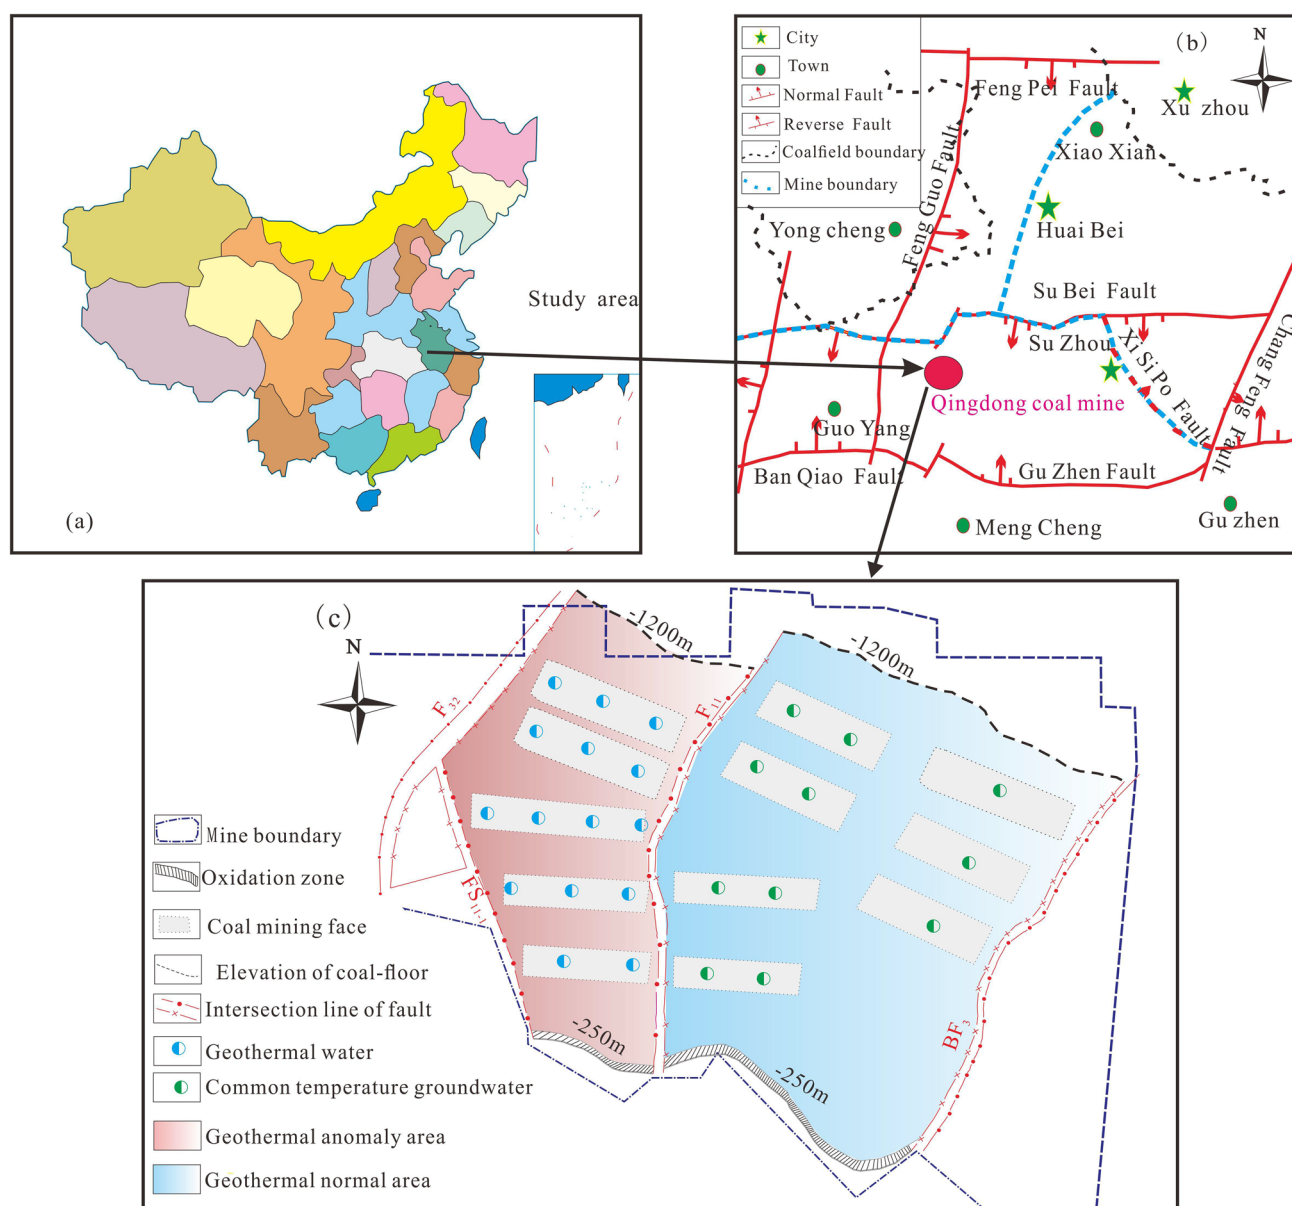 Study area
(a)
City
Town
Normal Fault
Reverse Fault
Coalfield boundary
Mine boundary
(b)
N
Feng Pei Fault
Xu zhou
Xiao Xian
Feng Guo Fault
Yong cheng
Huai Bei
Su Bei Fault
Su Zhou
Xi Si Po Fault
Chang Feng Fault
Qingdong coal mine
Guo Yang
Ban Qiao Fault
Gu Zhen Fault
Meng Cheng
Gu zhen
(c)
N
-1200m
-1200m
F32
F11
FS11-1
BF3
-250m
-250m
Mine boundary
Oxidation zone
Coal mining face
Elevation of coal-floor
Intersection line of fault
Geothermal water
Common temperature groundwater
Geothermal anomaly area
Geothermal normal area